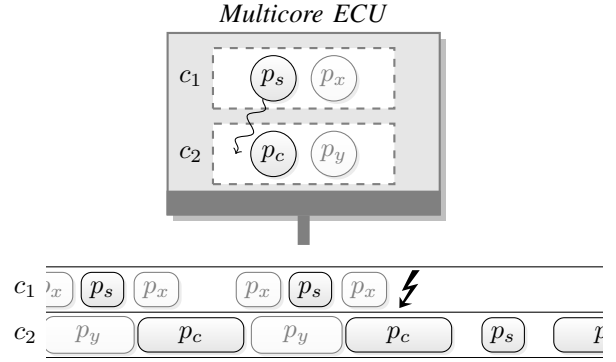 Multicore ECU
c1 ps px
c2 pc py
c1 px ps px px ps px
c2 py pc py pc ps p